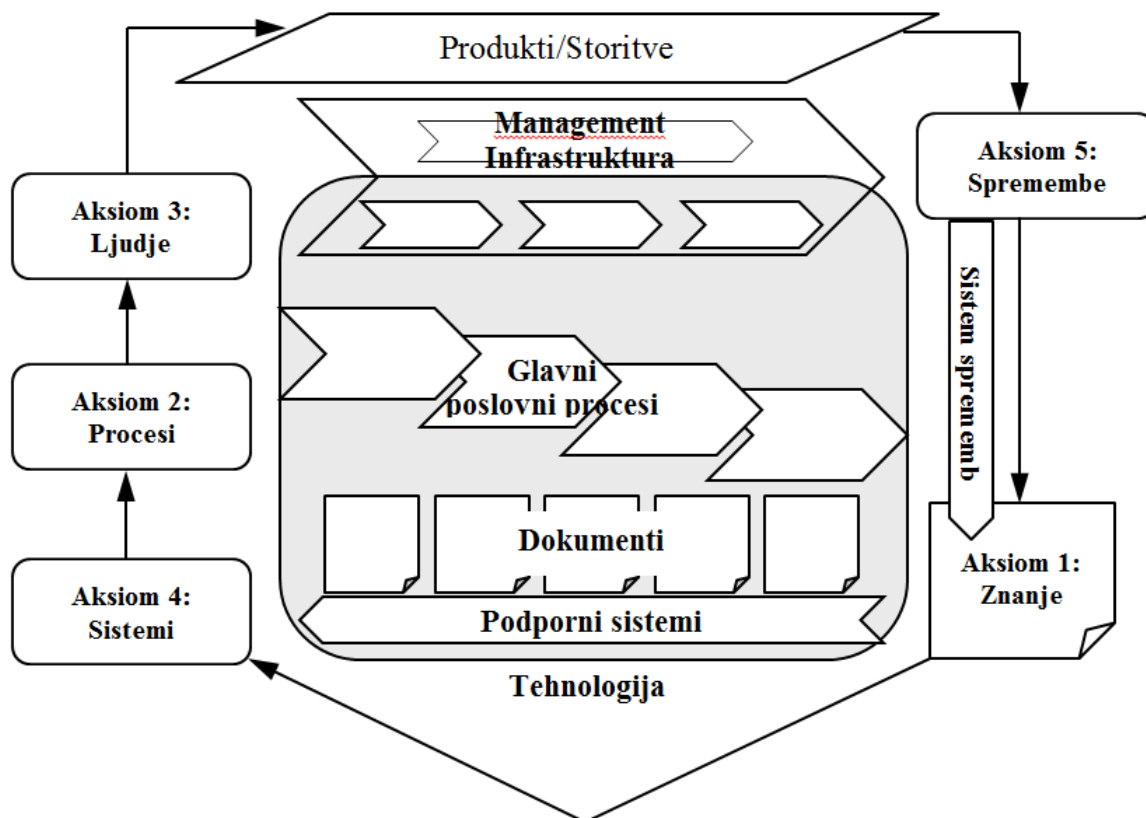 Produkti/Storitve
Management
Infrastruktura
Aksiom 5:
Spremembe
Aksiom 3:
Ljudje
Sistem sprememb
Glavni
poslovni procesi
Aksiom 2:
Procesi
Dokumenti
Aksiom 1:
Znanje
Aksiom 4:
Sistemi
Podporni sistemi
Tehnologija